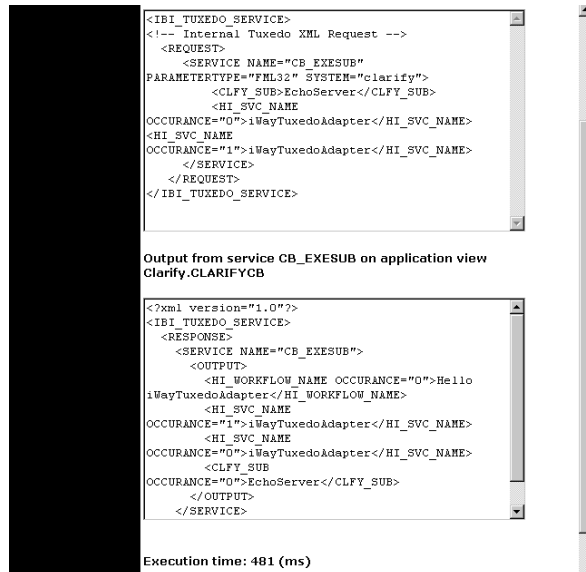 <IBI_TUXEDO_SERVICE>
<!-- Internal Tuxedo XML Request -->
<REQUEST>
<SERVICE NAME="CB_EXESUB"
PARAMETERTYPE="FML32" SYSTEM="clarify">
<CLFY_SUB>EchoServer</CLFY_SUB>
<HI_SVC_NAME
OCCURANCE="0">iWayTuxedoAdapter</HI_SVC_NAME>
<HI_SVC_NAME
OCCURANCE="1">iWayTuxedoAdapter</HI_SVC_NAME>
</SERVICE>
</REQUEST>
</IBI_TUXEDO_SERVICE>
Output from service CB_EXESUB on application view
Clarify.CLARIFYCB
<?xml version="1.0"?>
<IBI_TUXEDO_SERVICE>
<RESPONSE>
<SERVICE NAME="CB_EXESUB">
<OUTPUT>
<HI_WORKFLOW_NAME OCCURANCE="0">Hello
iWayTuxedoAdapter</HI_WORKFLOW_NAME>
<HI_SVC_NAME
OCCURANCE="1">iWayTuxedoAdapter</HI_SVC_NAME>
<HI_SVC_NAME
OCCURANCE="0">iWayTuxedoAdapter</HI_SVC_NAME>
<CLFY_SUB
OCCURANCE="0">EchoServer</CLFY_SUB>
</OUTPUT>
</SERVICE>
Execution time: 481 (ms)